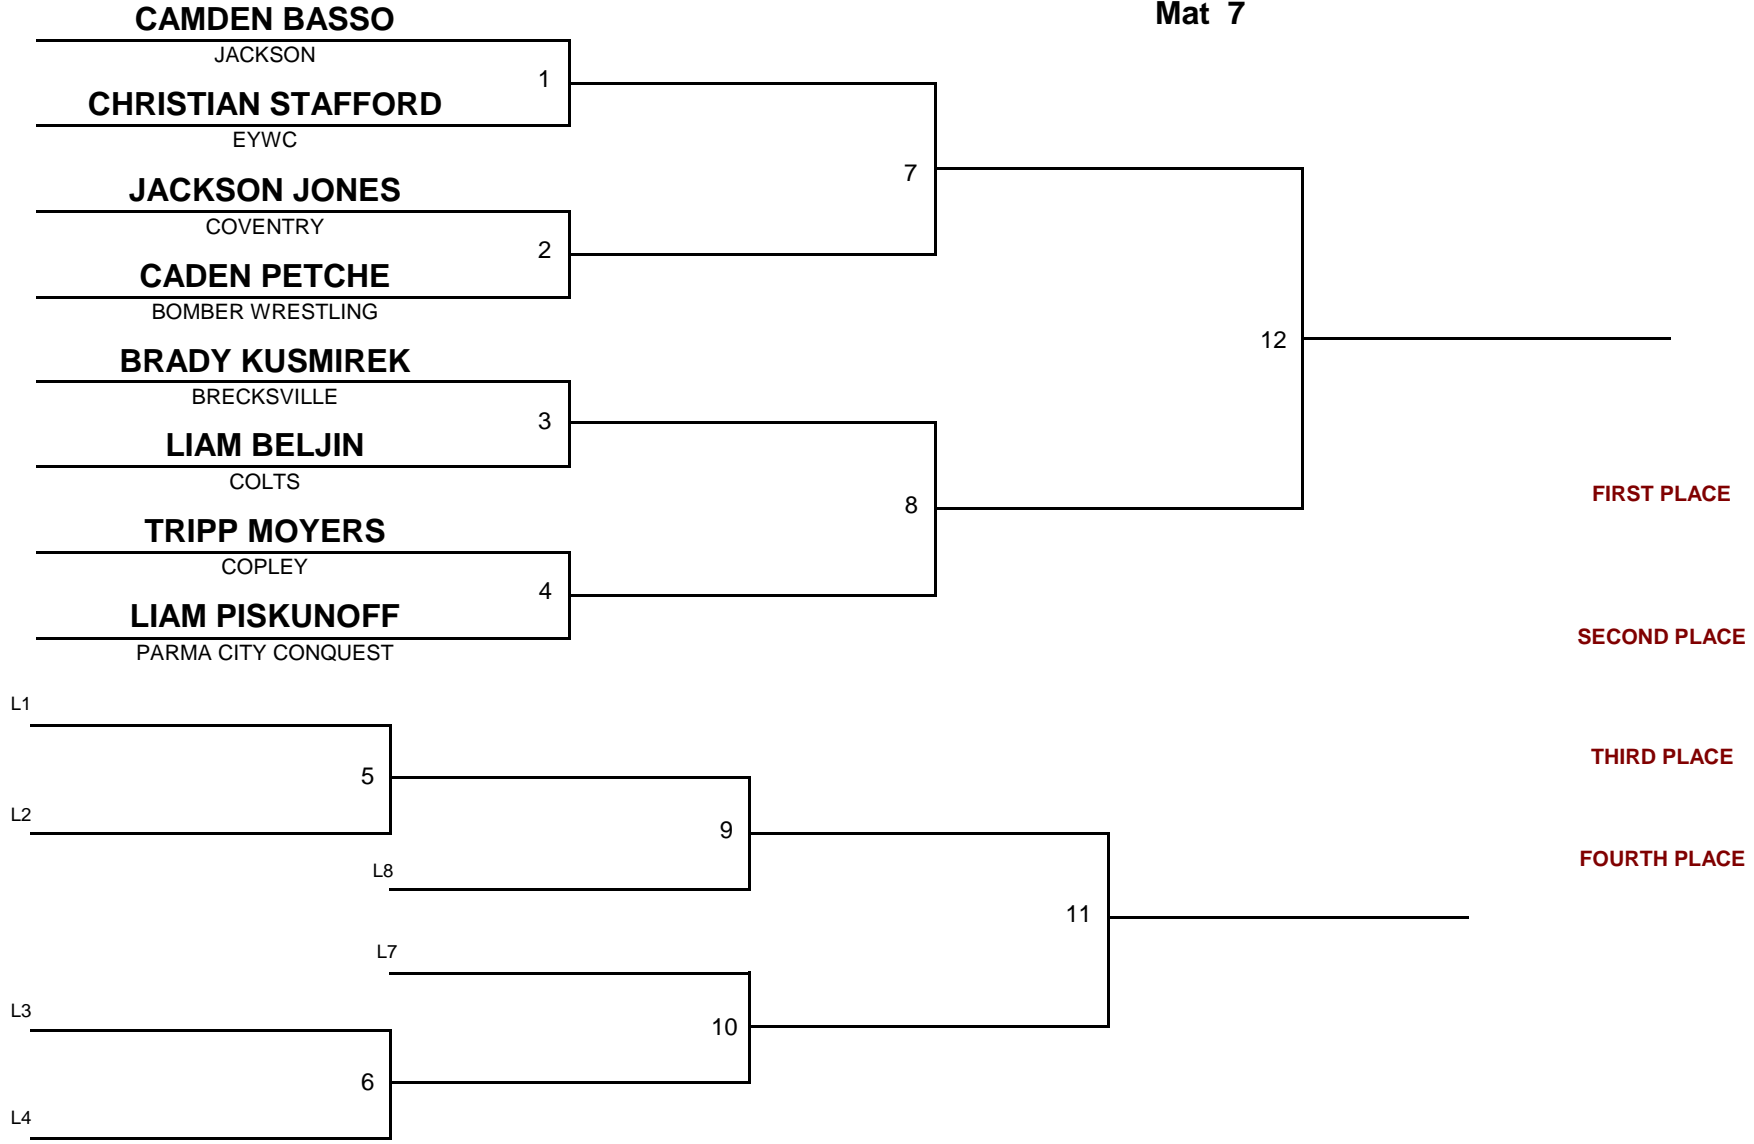 Mat 7
CAMDEN BASSO
JACKSON
1
CHRISTIAN STAFFORD
EYWC
7
JACKSON JONES
COVENTRY
2
CADEN PETCHE
BOMBER WRESTLING
12
BRADY KUSMIREK
BRECKSVILLE
3
LIAM BELJIN
COLTS
FIRST PLACE
8
TRIPP MOYERS
COPLEY
4
LIAM PISKUNOFF
SECOND PLACE
PARMA CITY CONQUEST
L1
THIRD PLACE
5
L2
9
FOURTH PLACE
L8
11
L7
L3
10
6
L4